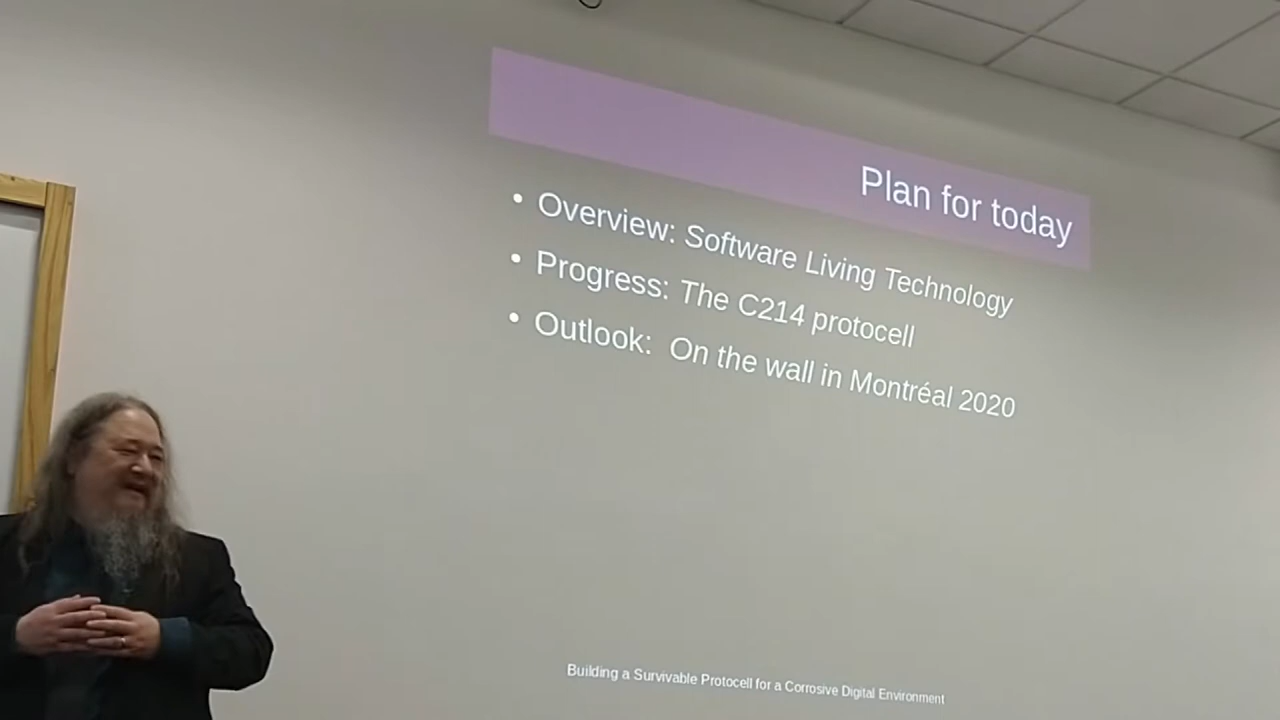 Plan for today
• Overview: Software Living Technology
• Progress: The C214 protocell
• Outlook:  On the wall in Montréal 2020
Building a Survivable Protocell for a Corrosive Digital Environment